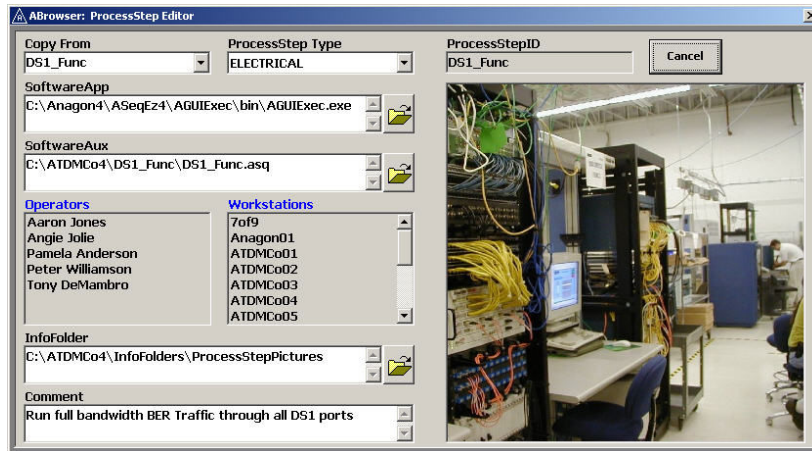 ABrowser: ProcessStep Editor
Copy From
DS1_Func
ProcessStep Type
ELECTRICAL
ProcessStepID
DS1_Func
Cancel
SoftwareApp
C:\Anagon4\ASeqEz4\AGUIExec\bin\AGUIExec.exe
SoftwareAux
C:\ATDMCo4\DS1_Func\DS1_Func.asq
Operators
Aaron Jones
Angie Jolie
Pamela Anderson
Peter Williamson
Tony DeMambro
Workstations
7of9
Anagon01
ATDMCo01
ATDMCo02
ATDMCo03
ATDMCo04
ATDMCo05
InfoFolder
C:\ATDMCo4\InfoFolders\ProcessStepPictures
Comment
Run full bandwidth BER Traffic through all DS1 ports